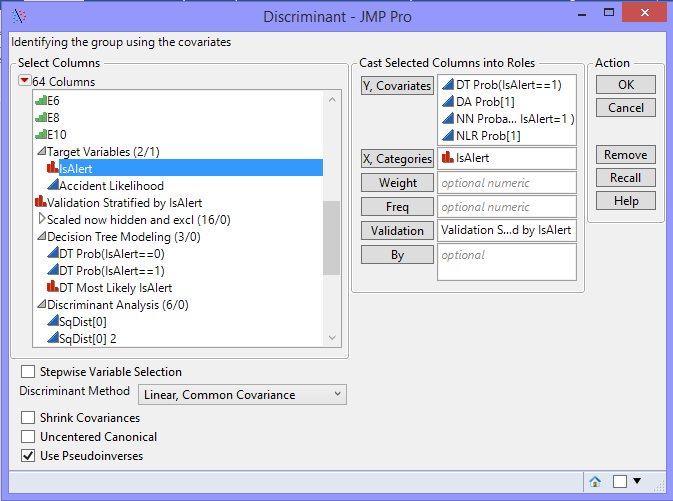 Discriminant - JMP Pro
Identifying the group using the covariates
Select Columns
64 Columns
E6
E8
E10
Target Variables (2/1)
IsAlert
Accident Likelihood
Validation Stratified by IsAlert
Scaled now hidden and excl (16/0)
Decision Tree Modeling (3/0)
DT Prob(IsAlert==0)
DT Prob(IsAlert==1)
DT Most Likely IsAlert
Discriminant Analysis (6/0)
SqDist[0]
SqDist[0] 2
Cast Selected Columns into Roles
Y, Covariates
DT Prob(IsAlert==1)
DA Prob[1]
NN Proba... IsAlert=1 )
NLR Prob[1]
X, Categories
IsAlert
Weight
optional numeric
Freq
optional numeric
Validation
Validation S...d by IsAlert
By
optional
Action
OK
Cancel
Remove
Recall
Help
Stepwise Variable Selection
Discriminant Method
Linear, Common Covariance
Shrink Covariances
Uncentered Canonical
Use Pseudoinverses